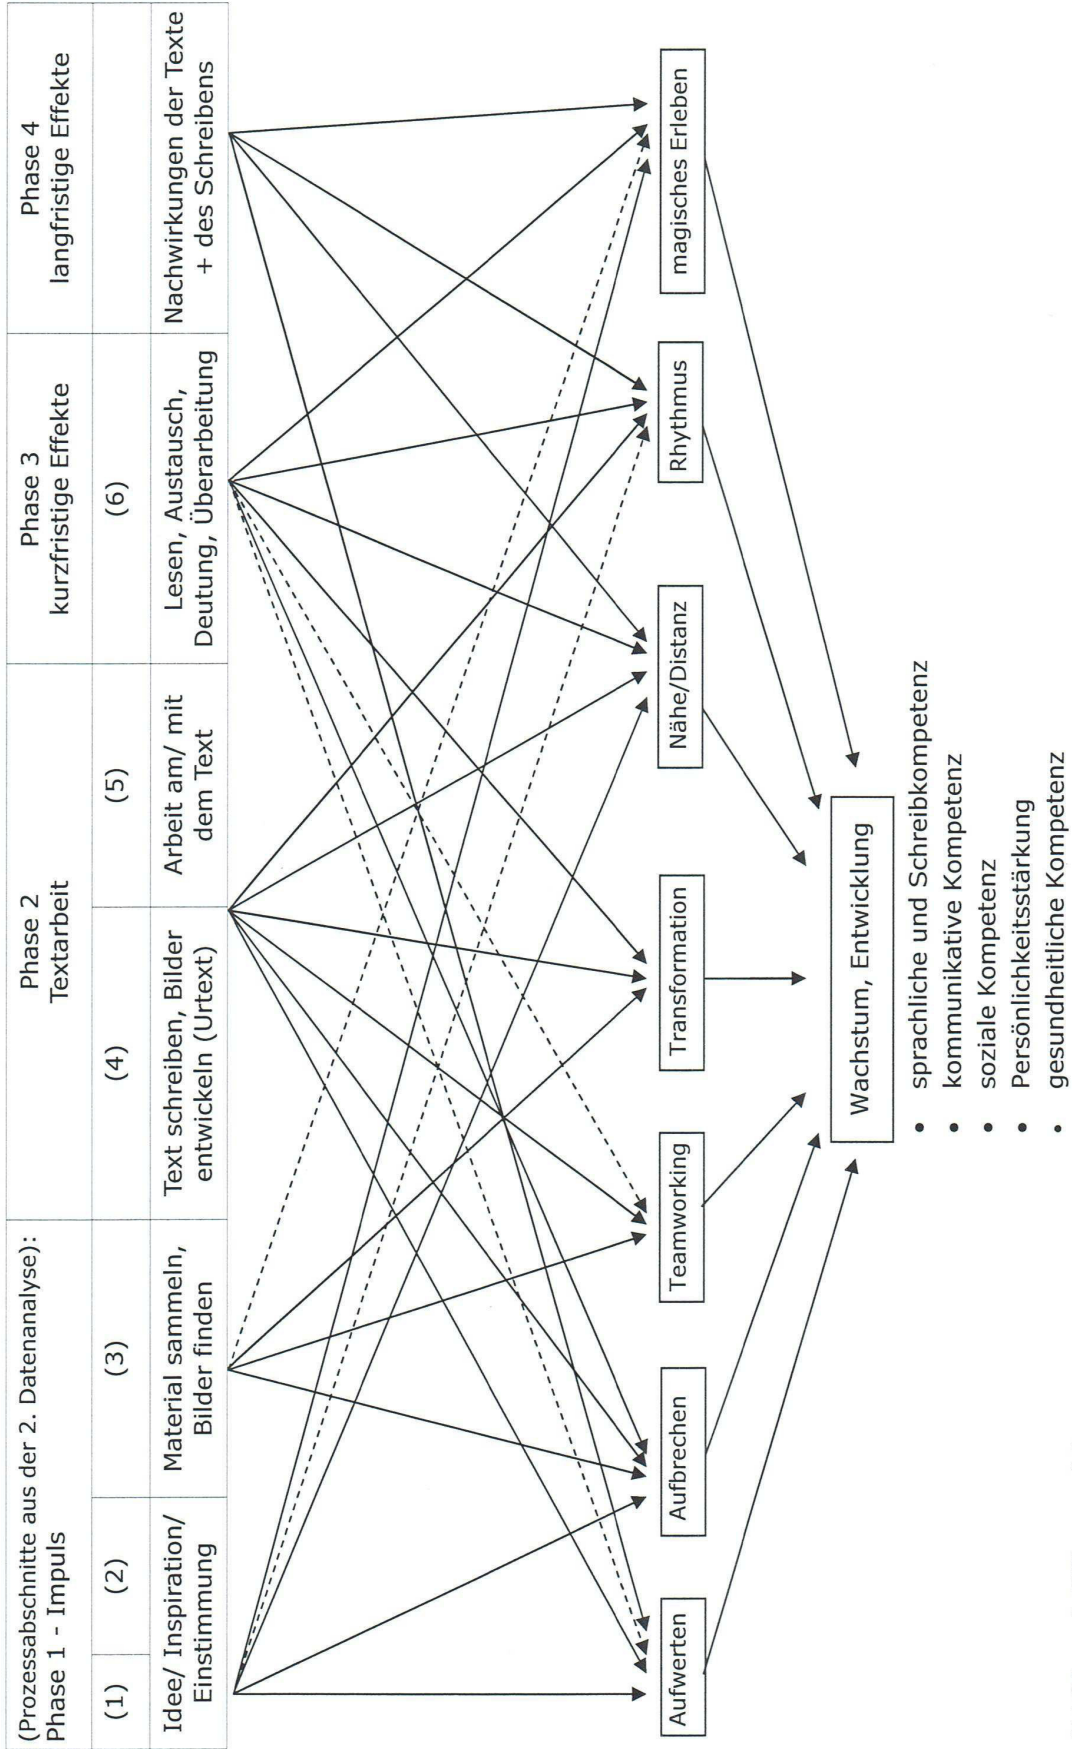 (Prozessabschnitte aus der 2. Datenanalyse):
Phase 1 - Impuls
Phase 2
Textarbeit
Phase 3
kurzfristige Effekte
Phase 4
langfristige Effekte
(1)
(2)
(3)
(4)
(5)
(6)
Idee/ Inspiration/
Einstimmung
Material sammeln,
Bilder finden
Text schreiben, Bilder
entwickeln (Urtext)
Arbeit am/ mit
dem Text
Lesen, Austausch,
Deutung, Überarbeitung
Nachwirkungen der Texte
+ des Schreibens
Aufwerten
Aufbrechen
Teamworking
Transformation
Nähe/Distanz
Rhythmus
magisches Erleben
Wachstum, Entwicklung
• sprachliche und Schreibkompetenz
• kommunikative Kompetenz
• soziale Kompetenz
• Persönlichkeitsstärkung
• gesundheitliche Kompetenz